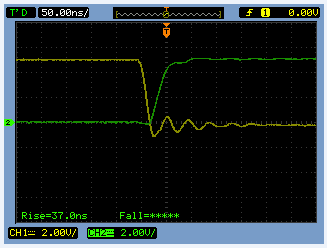 T'D 50.00ns/ T 1 0.00V
T
2
Rise=37.0ns Fall=*****
CH1 2.00V/ CH2 2.00V/